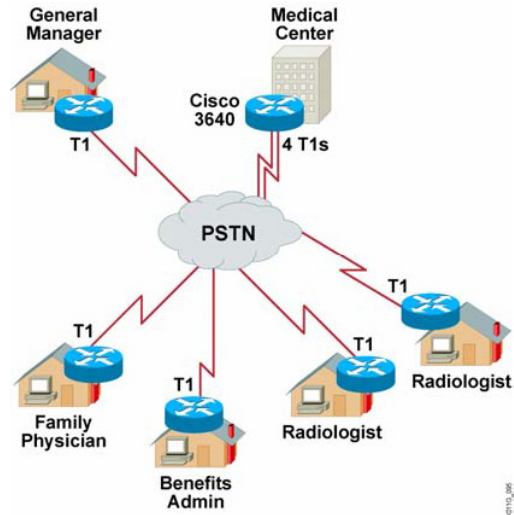 General
Manager
Medical
Center
Cisco
3640
T1
4 T1s
PSTN
T1
T1
T1
T1
Radiologist
Family
Physician
Radiologist
Benefits
Admin